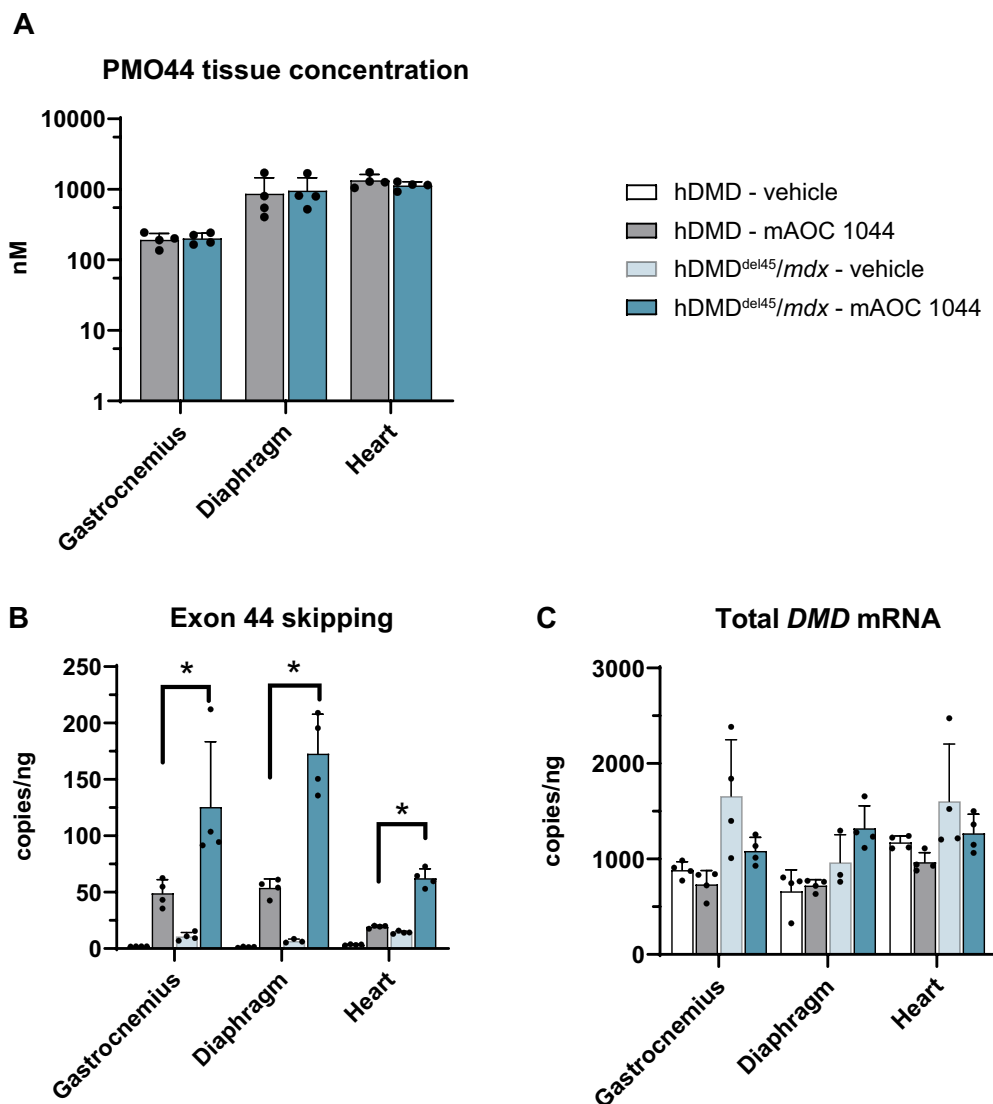 A
PMO44 tissue concentration
10000
1000
100
10
1
nM
Gastrocnemius
Diaphragm
Heart
hDMD - vehicle
hDMD - mAOC 1044
hDMDdel45/mdx - vehicle
hDMDdel45/mdx - mAOC 1044
B
Exon 44 skipping
250
200
150
100
50
0
copies/ng
*
*
*
Gastrocnemius
Diaphragm
Heart
C
Total DMD mRNA
3000
2000
1000
0
copies/ng
Gastrocnemius
Diaphragm
Heart